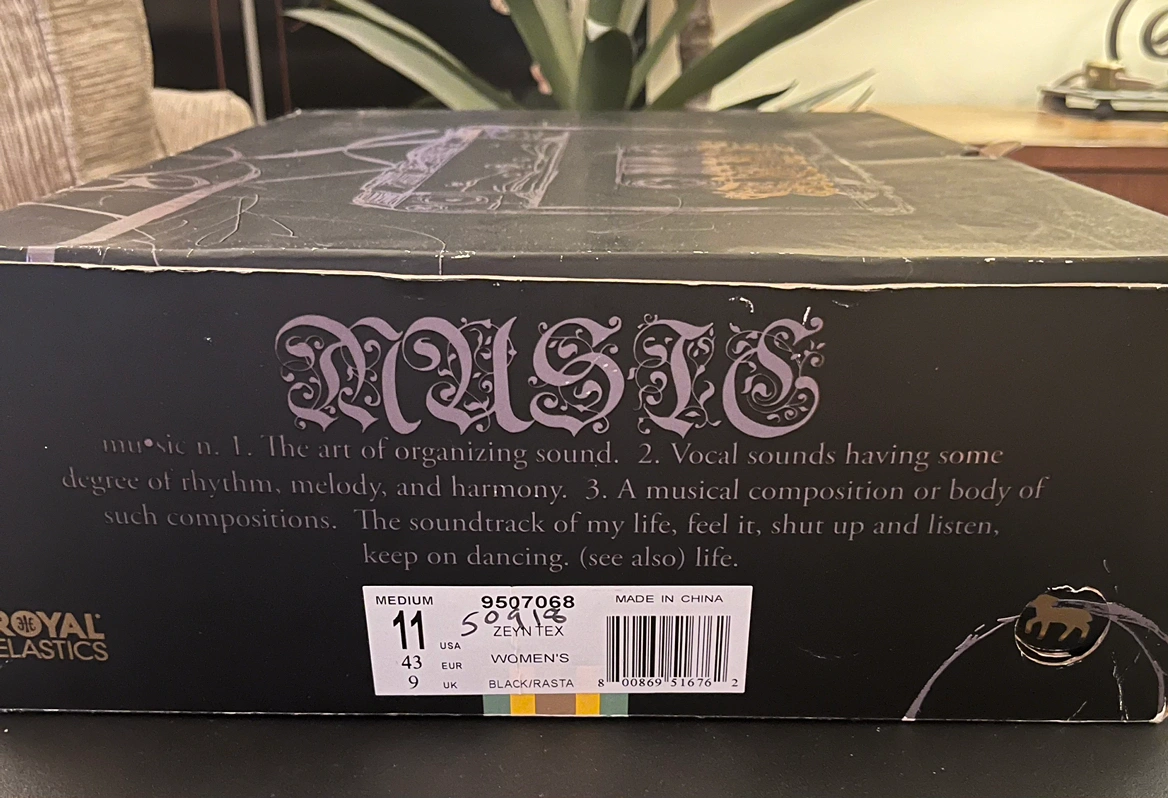 MUSIC
mu•sic n. 1. The art of organizing sound. 2. Vocal sounds having some
degree of rhythm, melody, and harmony. 3. A musical composition or body of
such compositions. The soundtrack of my life, feel it, shut up and listen,
keep on dancing. (see also) life.
ROYAL
ELASTICS
MEDIUM
11 USA
43 EUR
9 UK
9507068
50918
ZEYN TEX
WOMEN'S
BLACK/RASTA
MADE IN CHINA
8 00869 51676 2